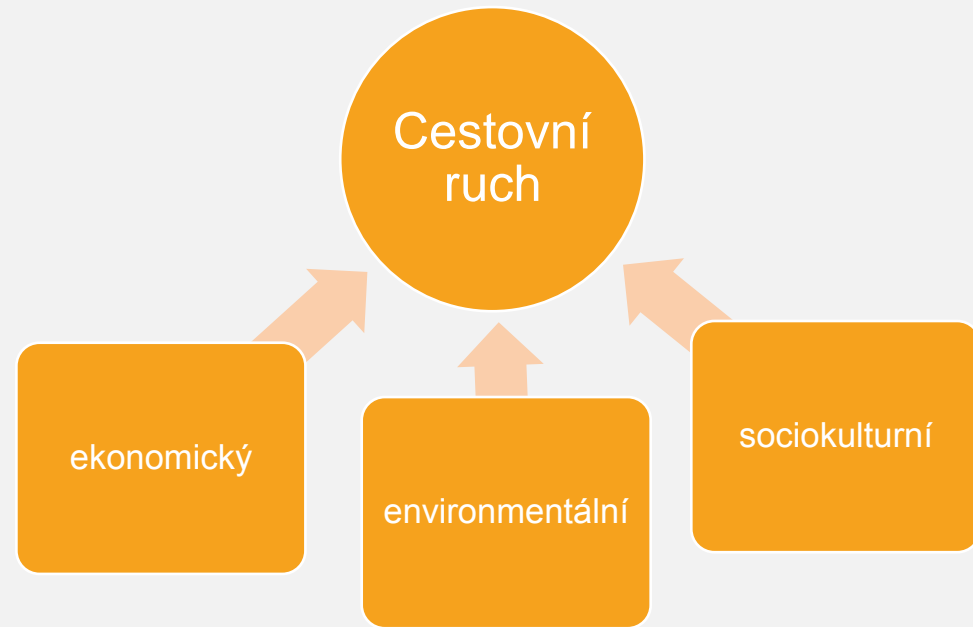 Cestovní
ruch
ekonomický
environmentální
sociokulturní